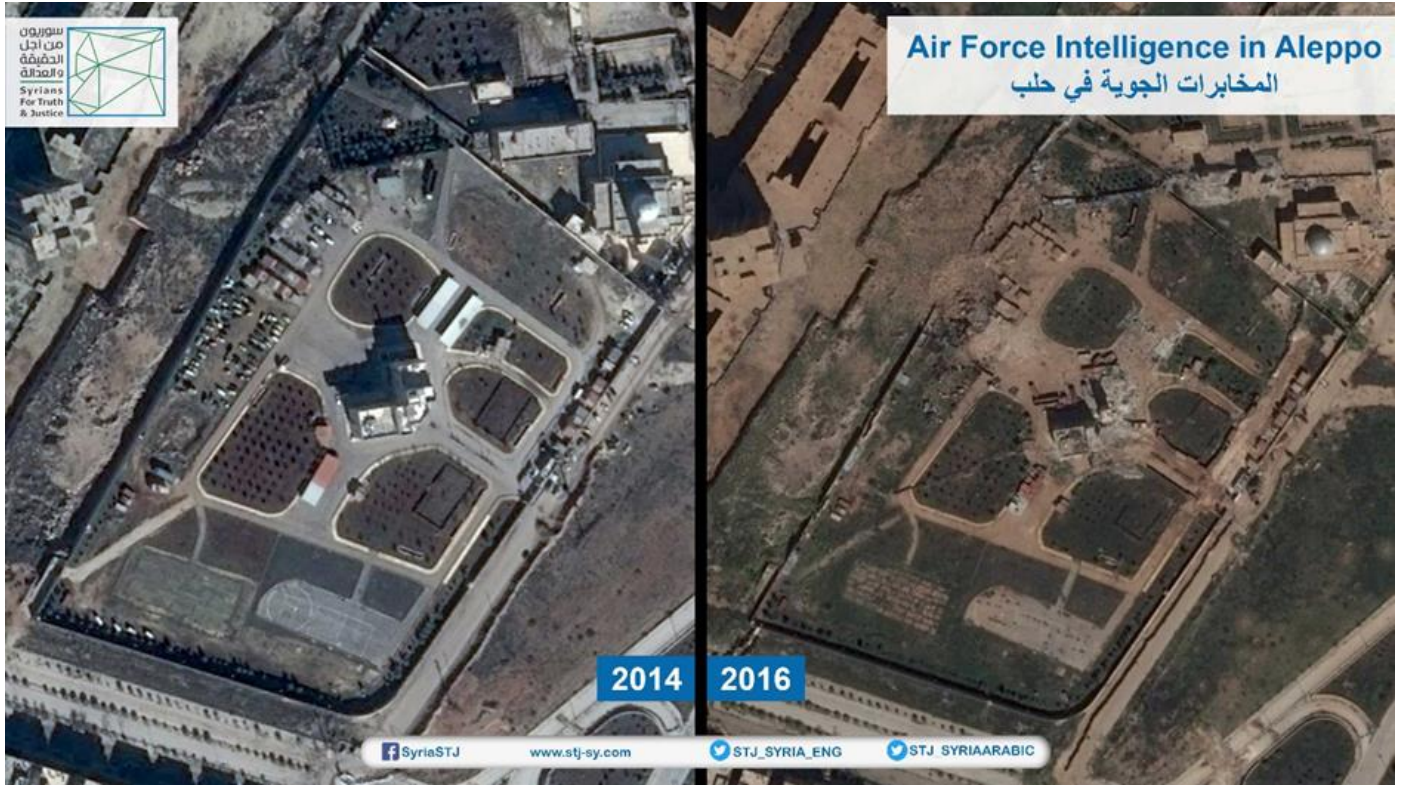 سوريون
من أجل
الحقيقة
والعدالة
Syrians
For Truth
& Justice
Air Force Intelligence in Aleppo
المخابرات الجوية في حلب
2014
2016
SyriaSTJ
www.stj-sy.com
STJ_SYRIA_ENG
STJ_SYRIAARABIC